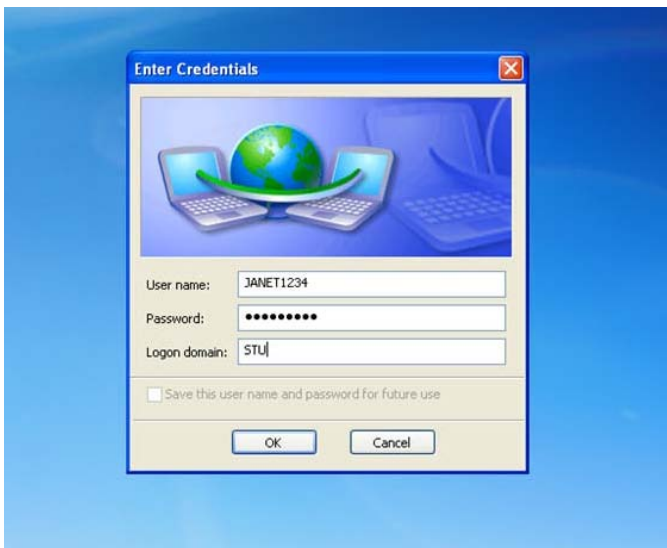 Enter Credentials
User name: JANET1234
Password: •••••••••
Logon domain: STU
Save this user name and password for future use
OK Cancel